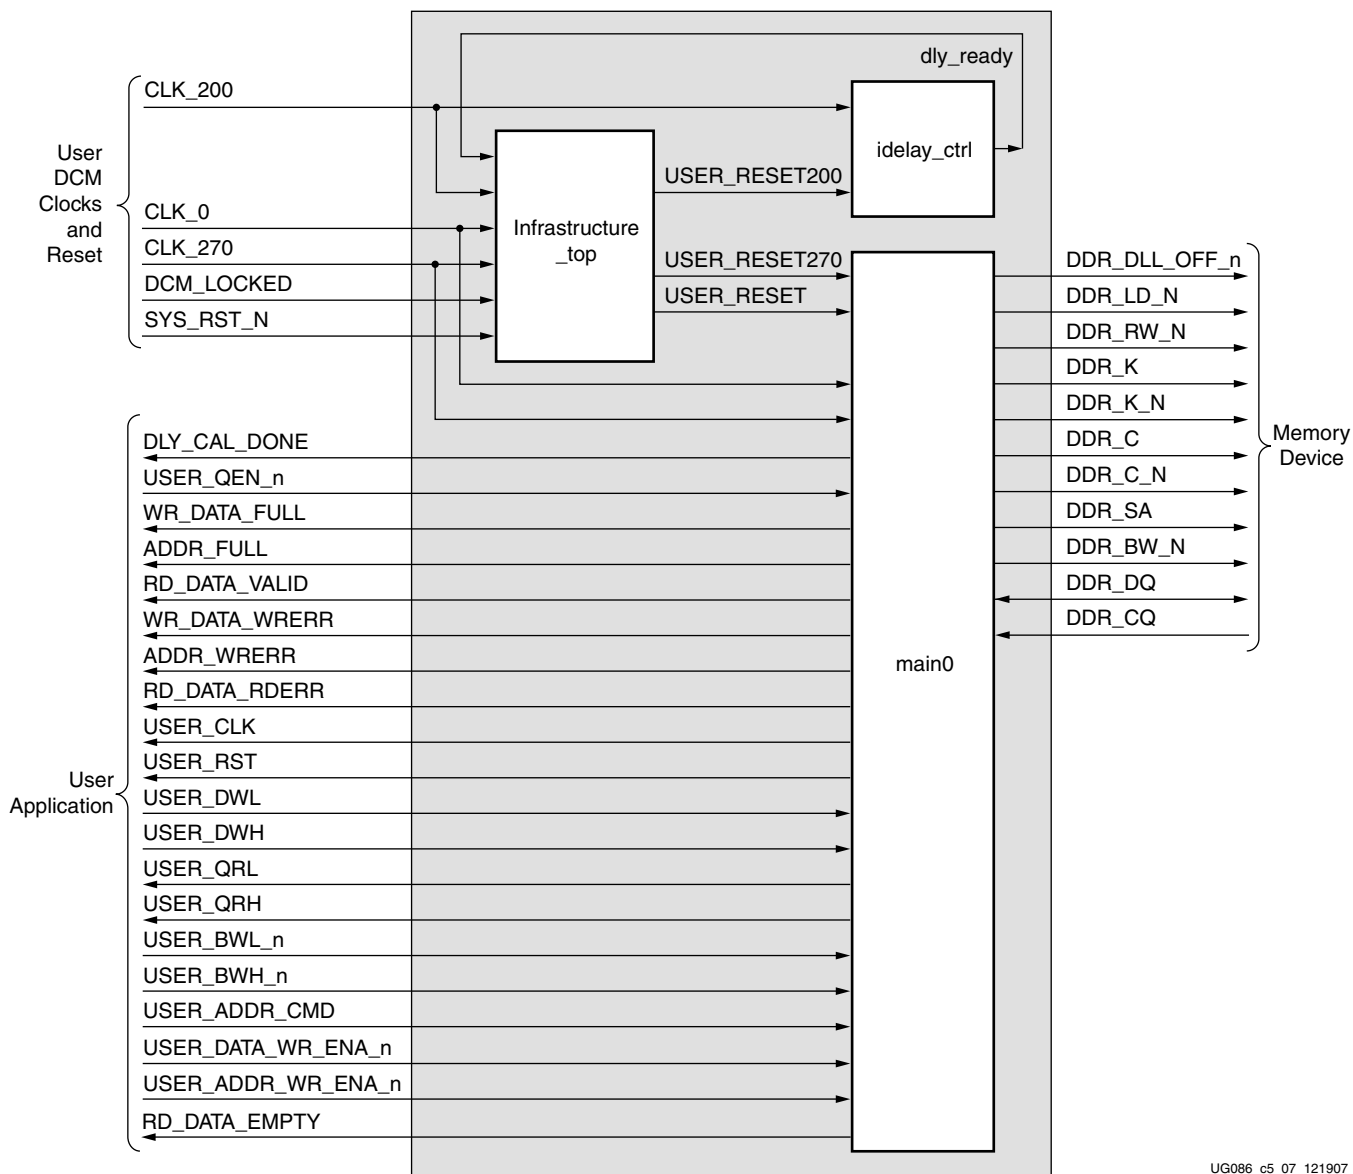 dly_ready
CLK_200
idelay_ctrl
User
DCM
Clocks
and
Reset
USER_RESET200
CLK_0
Infrastructure
_top
CLK_270
USER_RESET270
DCM_LOCKED
USER_RESET
SYS_RST_N
DDR_DLL_OFF_n
DDR_LD_N
DDR_RW_N
DDR_K
DDR_K_N
DDR_C
DDR_C_N
DDR_SA
DDR_BW_N
DDR_DQ
DDR_CQ
Memory
Device
main0
DLY_CAL_DONE
USER_QEN_n
WR_DATA_FULL
ADDR_FULL
RD_DATA_VALID
WR_DATA_WRERR
ADDR_WRERR
RD_DATA_RDERR
USER_CLK
USER_RST
User
Application
USER_DWL
USER_DWH
USER_QRL
USER_QRH
USER_BWL_n
USER_BWH_n
USER_ADDR_CMD
USER_DATA_WR_ENA_n
USER_ADDR_WR_ENA_n
RD_DATA_EMPTY
UG086_c5_07_121907